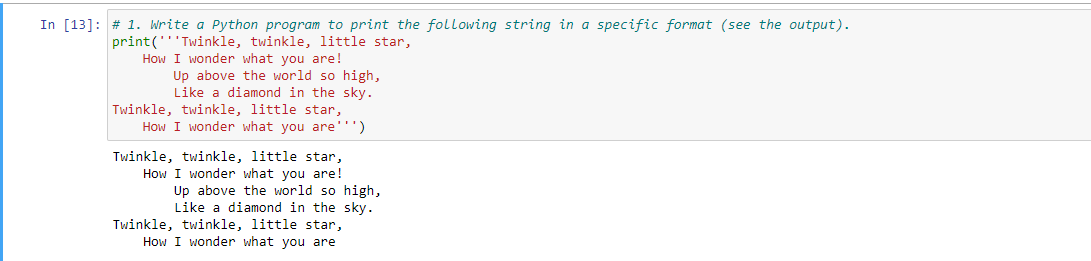 In [13]: # 1. Write a Python program to print the following string in a specific format (see the output).
print('''Twinkle, twinkle, little star,
    How I wonder what you are!
        Up above the world so high,
        Like a diamond in the sky.
Twinkle, twinkle, little star,
    How I wonder what you are''')
Twinkle, twinkle, little star,
    How I wonder what you are!
        Up above the world so high,
        Like a diamond in the sky.
Twinkle, twinkle, little star,
    How I wonder what you are